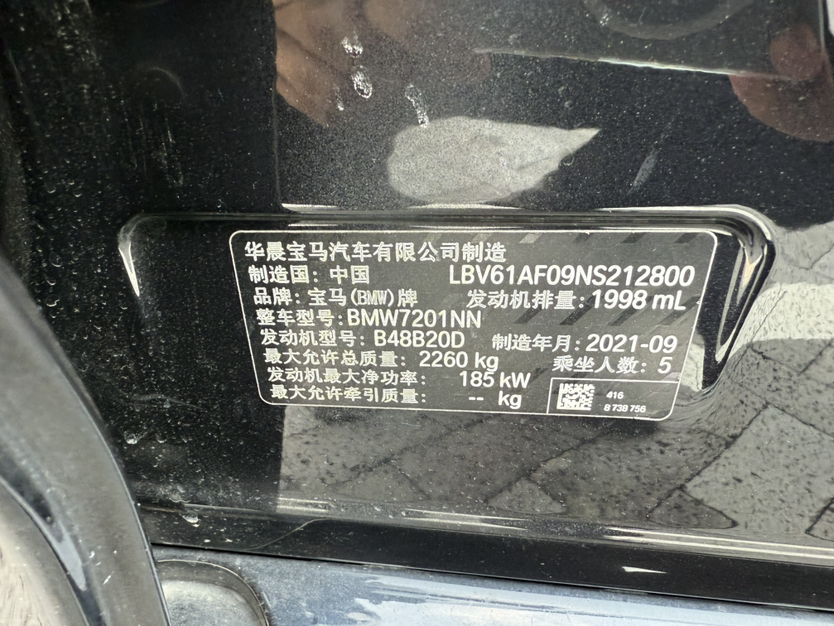 华晨宝马汽车有限公司制造
制造国: 中国 LBV61AF09NS212800
品牌: 宝马(BMW)牌 发动机排量: 1998 mL
整车型号: BMW7201NN
发动机型号: B48B20D 制造年月: 2021-09
最大允许总质量: 2260 kg 乘坐人数: 5
发动机最大净功率: 185 kW
最大允许牵引质量: -- kg
416
8 738 756